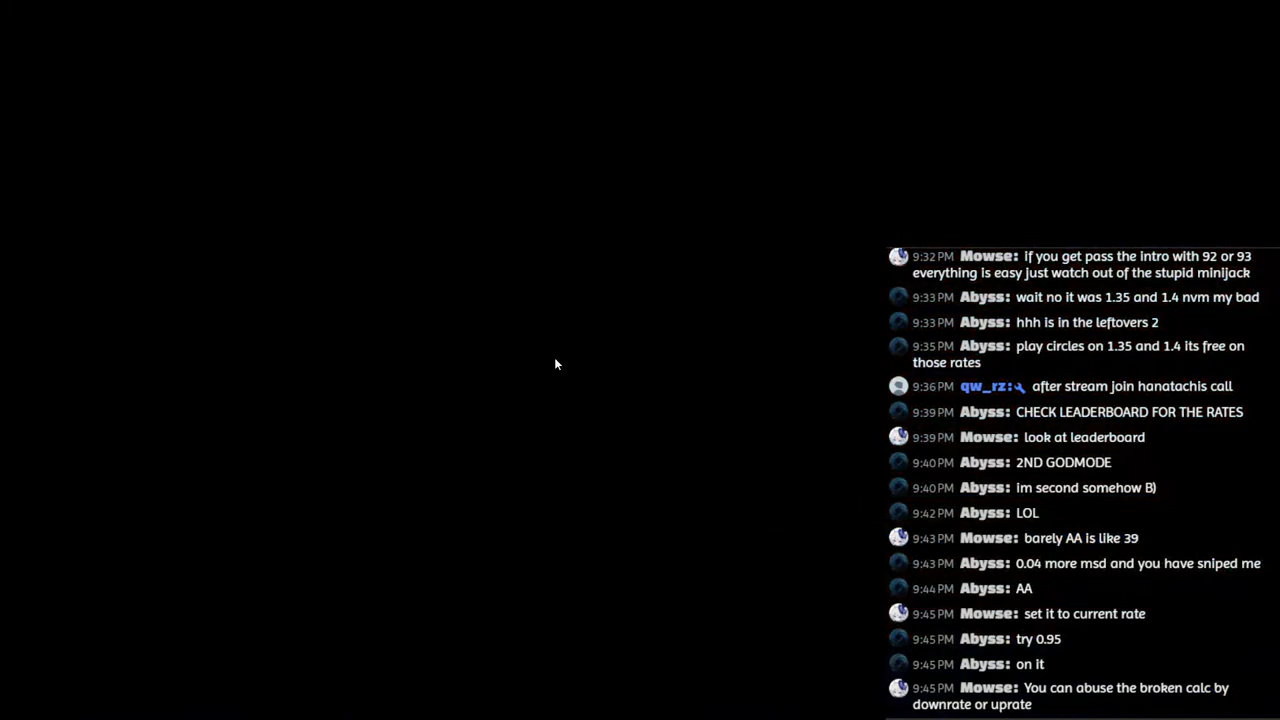 9:32 PM Mowse: if you get pass the intro with 92 or 93
everything is easy just watch out of the stupid minijack
9:33 PM Abyss: wait no it was 1.35 and 1.4 nvm my bad
9:33 PM Abyss: hhh is in the leftovers 2
9:35 PM Abyss: play circles on 1.35 and 1.4 its free on
those rates
9:36 PM qw_rz: after stream join hanatachis call
9:39 PM Abyss: CHECK LEADERBOARD FOR THE RATES
9:39 PM Mowse: look at leaderboard
9:40 PM Abyss: 2ND GODMODE
9:40 PM Abyss: im second somehow B)
9:42 PM Abyss: LOL
9:43 PM Mowse: barely AA is like 39
9:43 PM Abyss: 0.04 more msd and you have sniped me
9:44 PM Abyss: AA
9:45 PM Mowse: set it to current rate
9:45 PM Abyss: try 0.95
9:45 PM Abyss: on it
9:45 PM Mowse: You can abuse the broken calc by
downrate or uprate